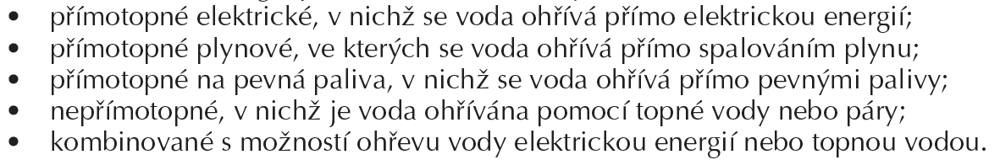 • přímotopné elektrické, v nichž se voda ohřívá přímo elektrickou energií;
• přímotopné plynové, ve kterých se voda ohřívá přímo spalováním plynu;
• přímotopné na pevná paliva, v nichž se voda ohřívá přímo pevnými palivy;
• nepřímotopné, v nichž je voda ohřívána pomocí topné vody nebo páry;
• kombinované s možností ohřevu vody elektrickou energií nebo topnou vodou.